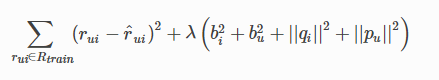 ∑_{r_{ui}∈R_{train}} (r_{ui} − r̂_{ui})² + λ(b_i² + b_u² + ||q_i||² + ||p_u||²)